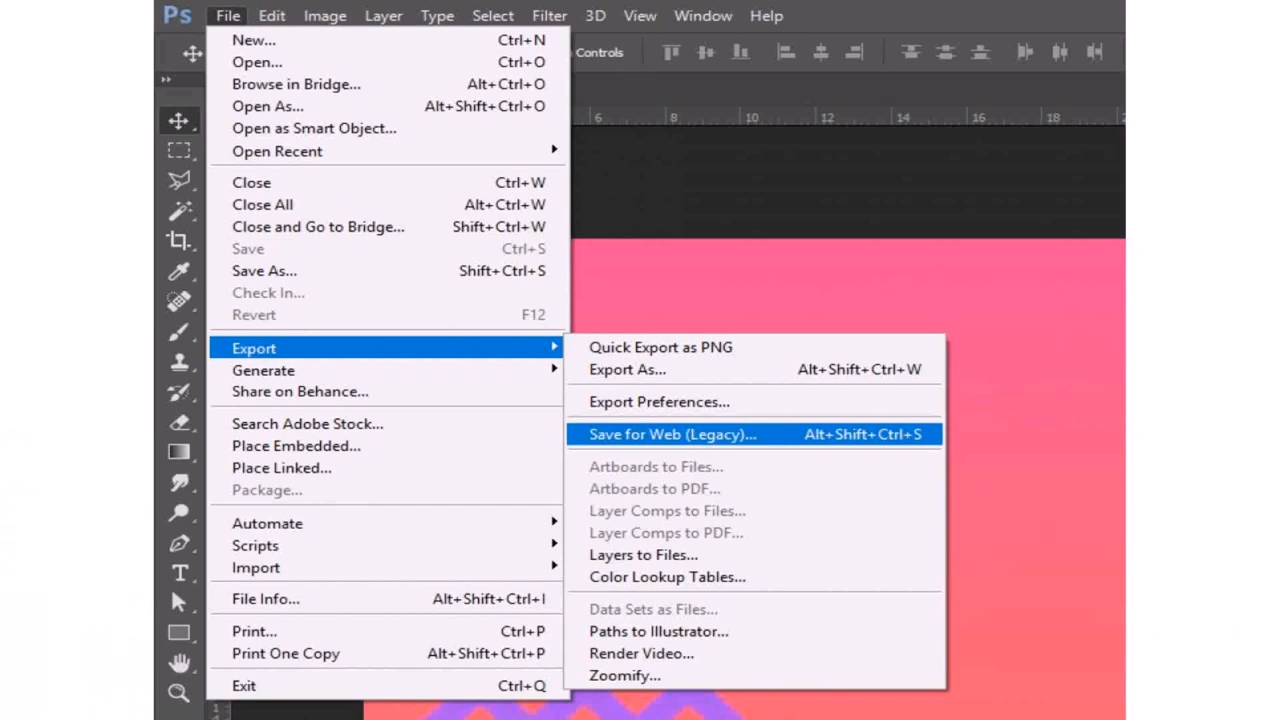 Ps File Edit Image Layer Type Select Filter 3D View Window Help
Controls
6 10 12 14 16 18
New... Ctrl+N
Open... Ctrl+O
Browse in Bridge... Alt+Ctrl+O
Open As... Alt+Shift+Ctrl+O
Open as Smart Object...
Open Recent
Close Ctrl+W
Close All Alt+Ctrl+W
Close and Go to Bridge... Shift+Ctrl+W
Save Ctrl+S
Save As... Shift+Ctrl+S
Check In...
Revert F12
Export
Generate
Share on Behance...
Search Adobe Stock...
Place Embedded...
Place Linked...
Package...
Automate
Scripts
Import
File Info... Alt+Shift+Ctrl+I
Print... Ctrl+P
Print One Copy Alt+Shift+Ctrl+P
Exit Ctrl+Q
Quick Export as PNG
Export As... Alt+Shift+Ctrl+W
Export Preferences...
Save for Web (Legacy)... Alt+Shift+Ctrl+S
Artboards to Files...
Artboards to PDF...
Layer Comps to Files...
Layer Comps to PDF...
Layers to Files...
Color Lookup Tables...
Data Sets as Files...
Paths to Illustrator...
Render Video...
Zoomify...